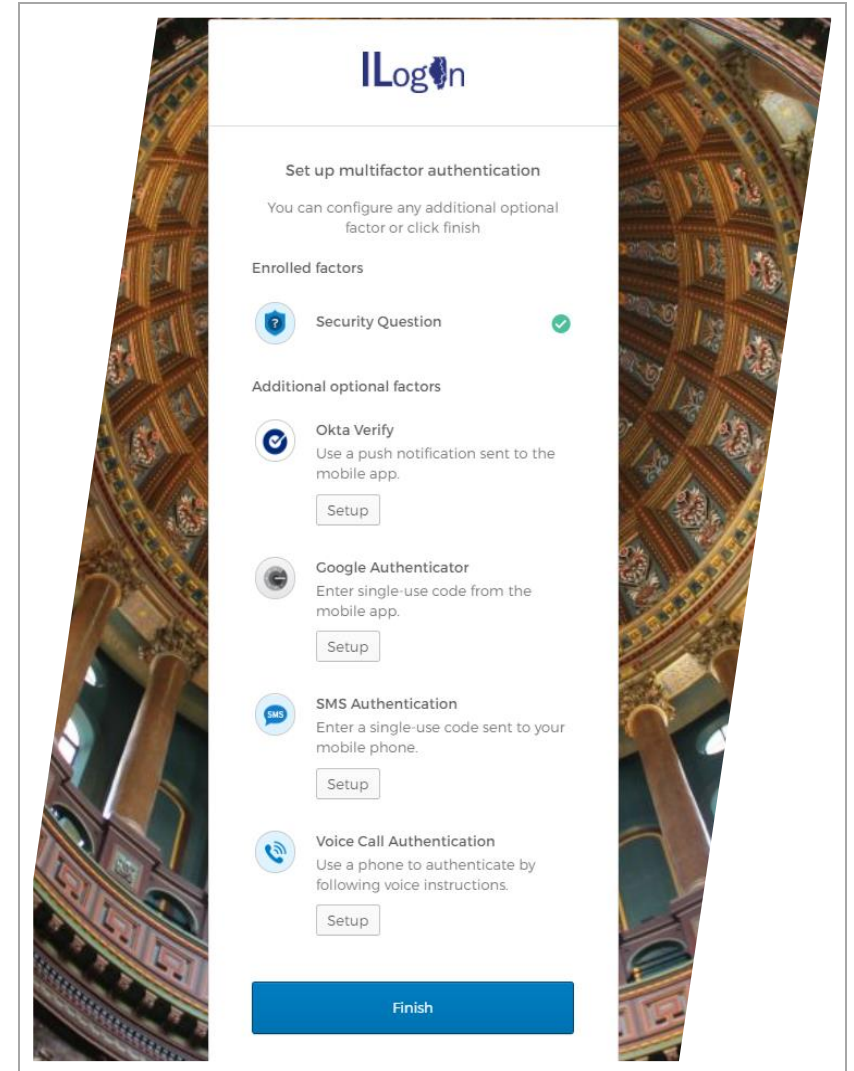 ILogIn
Set up multifactor authentication
You can configure any additional optional
factor or click finish
Enrolled factors
?
Security Question
Additional optional factors
Okta Verify
Use a push notification sent to the
mobile app.
Setup
Google Authenticator
Enter single-use code from the
mobile app.
Setup
SMS
SMS Authentication
Enter a single-use code sent to your
mobile phone.
Setup
Voice Call Authentication
Use a phone to authenticate by
following voice instructions.
Setup
Finish